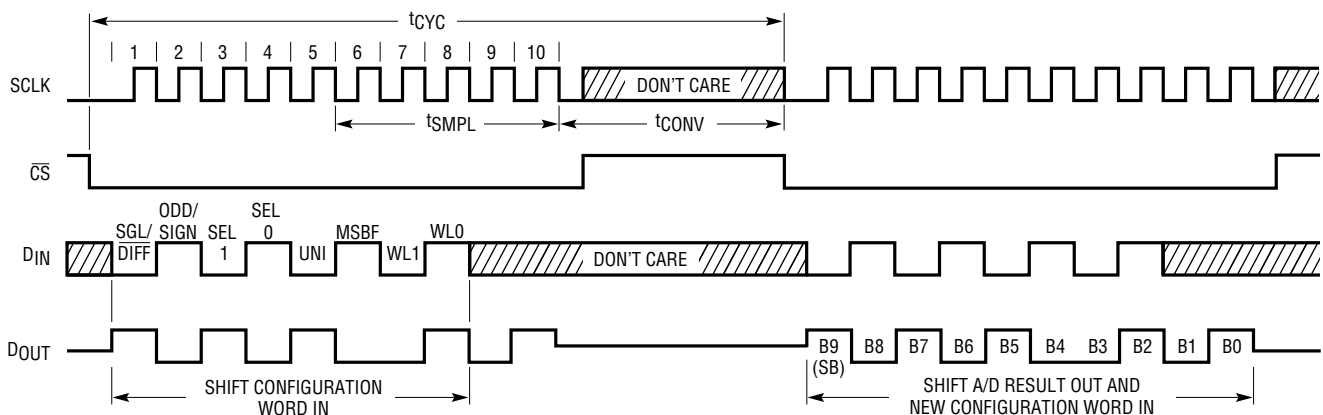 tCYC
1 2 3 4 5 6 7 8 9 10
SCLK
DON'T CARE
tSMPL
tCONV
CS
SGL/
DIFF
ODD/
SIGN
SEL
1
SEL
0
UNI
MSBF
WL1
WL0
DIN
DON'T CARE
DOUT
B9
(SB)
B8 B7 B6 B5 B4 B3 B2 B1 B0
SHIFT CONFIGURATION
WORD IN
SHIFT A/D RESULT OUT AND
NEW CONFIGURATION WORD IN